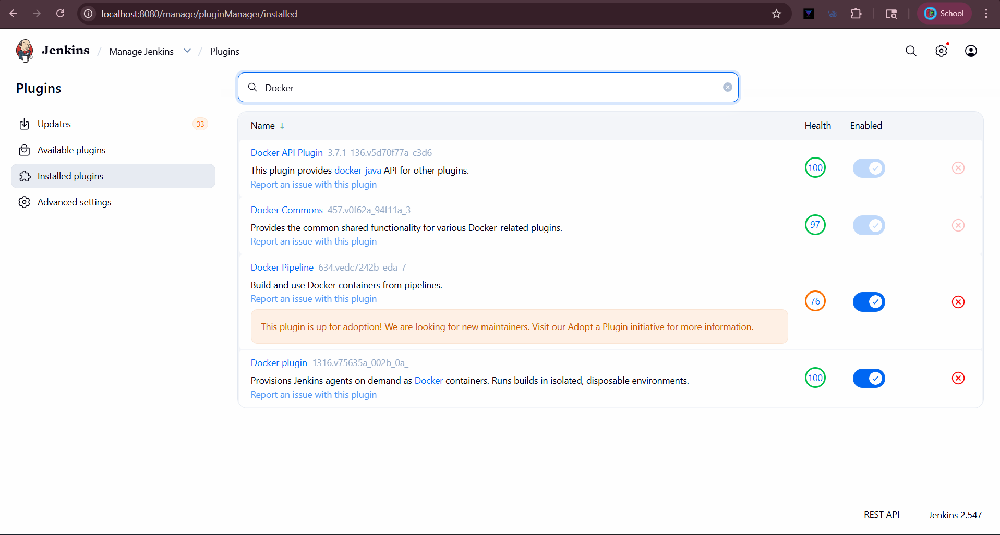 localhost:8080/manage/pluginManager/installed
School
Jenkins / Manage Jenkins / Plugins
Plugins
Docker
Updates 33
Available plugins
Installed plugins
Advanced settings
Name ↓ Health Enabled
Docker API Plugin 3.7.1-136.v5d70f77a_c3d6
This plugin provides docker-java API for other plugins.
Report an issue with this plugin
100
Docker Commons 457.v0f62a_94f11a_3
Provides the common shared functionality for various Docker-related plugins.
Report an issue with this plugin
97
Docker Pipeline 634.vedc7242b_eda_7
Build and use Docker containers from pipelines.
Report an issue with this plugin
This plugin is up for adoption! We are looking for new maintainers. Visit our Adopt a Plugin initiative for more information.
76
Docker plugin 1316.v75635a_002b_0a_
Provisions Jenkins agents on demand as Docker containers. Runs builds in isolated, disposable environments.
Report an issue with this plugin
100
REST API Jenkins 2.547